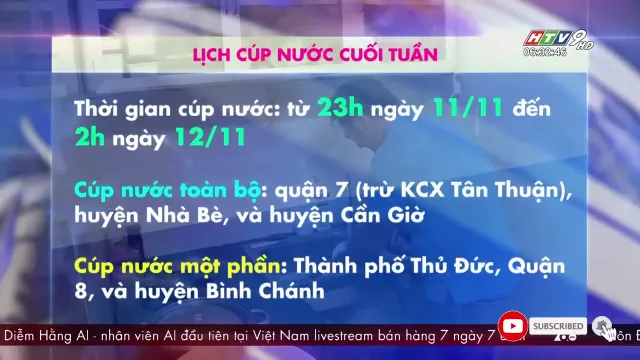 HTV9 HD
06:32:46
LỊCH CÚP NƯỚC CUỐI TUẦN
Thời gian cúp nước: từ 23h ngày 11/11 đến
2h ngày 12/11
Cúp nước toàn bộ: quận 7 (trừ KCX Tân Thuận),
huyện Nhà Bè, và huyện Cần Giờ
Cúp nước một phần: Thành phố Thủ Đức, Quận
8, và huyện Bình Chánh
SUBSCRIBED
Diễm Hằng AI - nhân viên AI đầu tiên tại Việt Nam livestream bán hàng 7 ngày 7